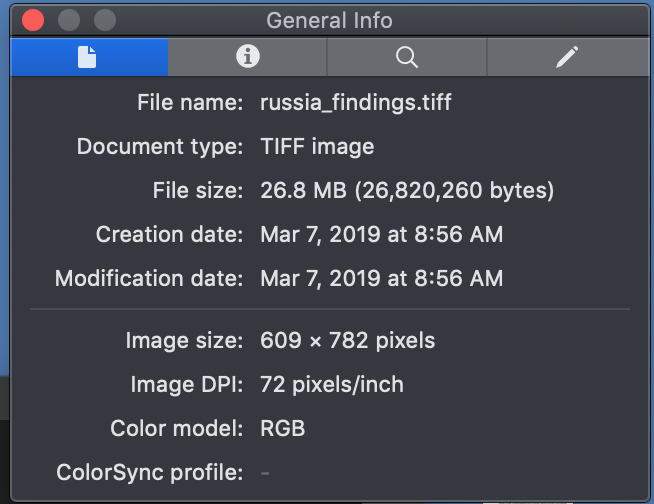 General Info
File name: russia_findings.tiff
Document type: TIFF image
File size: 26.8 MB (26,820,260 bytes)
Creation date: Mar 7, 2019 at 8:56 AM
Modification date: Mar 7, 2019 at 8:56 AM
Image size: 609 × 782 pixels
Image DPI: 72 pixels/inch
Color model: RGB
ColorSync profile: -